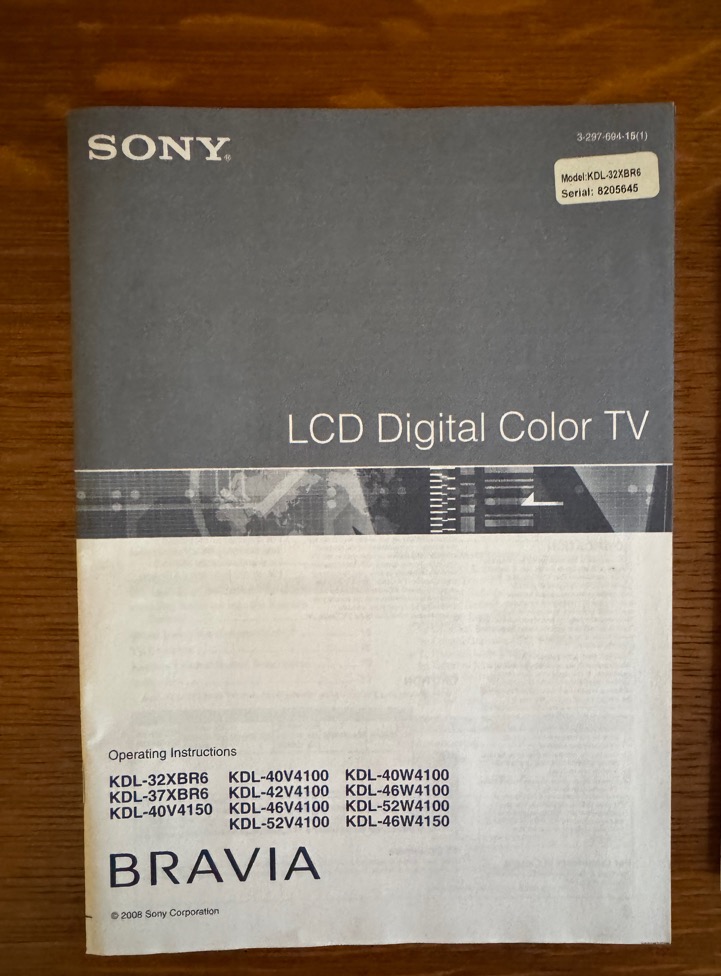 SONY®
3-297-694-15(1)
Model:KDL-32XBR6
Serial: 8205645
LCD Digital Color TV
Operating Instructions
KDL-32XBR6 KDL-40V4100 KDL-40W4100
KDL-37XBR6 KDL-42V4100 KDL-46W4100
KDL-40V4150 KDL-46V4100 KDL-52W4100
KDL-52V4100 KDL-46W4150
BRAVIA
© 2008 Sony Corporation